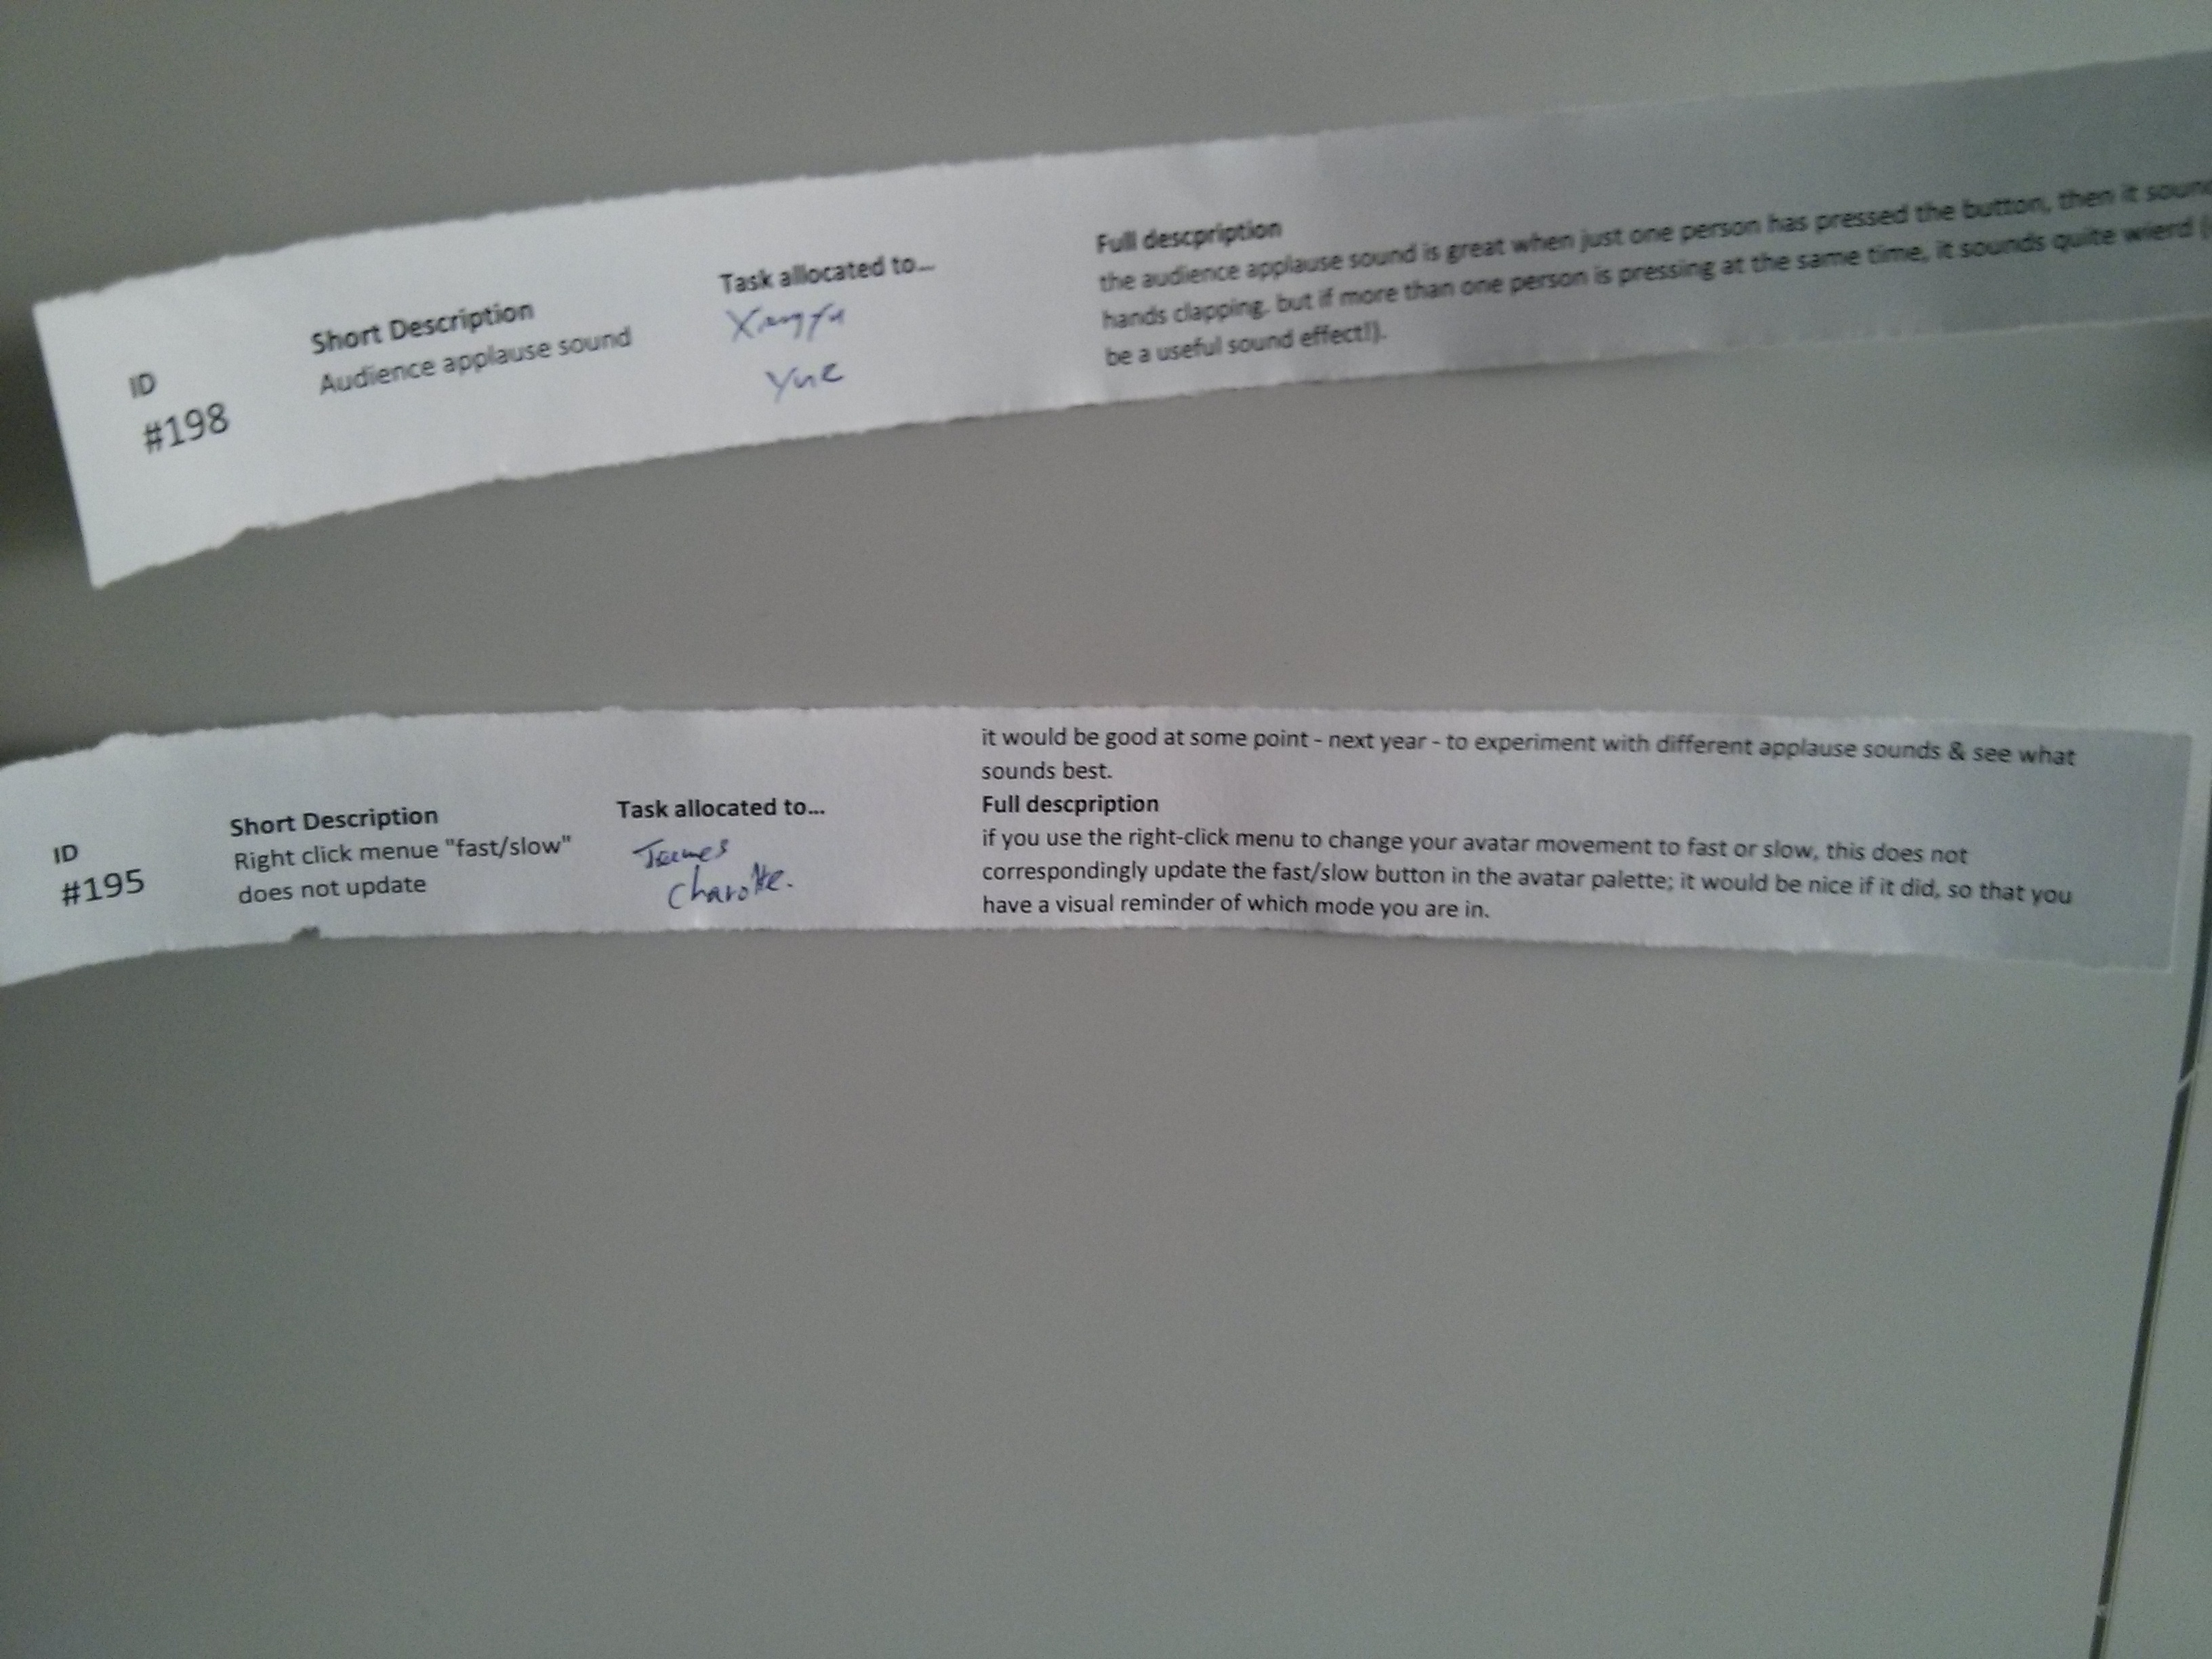 ID
#198
Short Description
Audience applause sound
Task allocated to...
Yue
Full descpription
the audience applause sound is great when just one person has pressed the button, then it
hands clapping, but if more than one person is pressing at the same time, it sounds quite wierd
be a useful sound effect!).
ID
#195
Short Description
Right click menue "fast/slow"
does not update
Task allocated to...
James
Charotte.
it would be good at some point - next year - to experiment with different applause sounds & see what
sounds best.
Full descpription
if you use the right-click menu to change your avatar movement to fast or slow, this does not
correspondingly update the fast/slow button in the avatar palette; it would be nice if it did, so that you
have a visual reminder of which mode you are in.